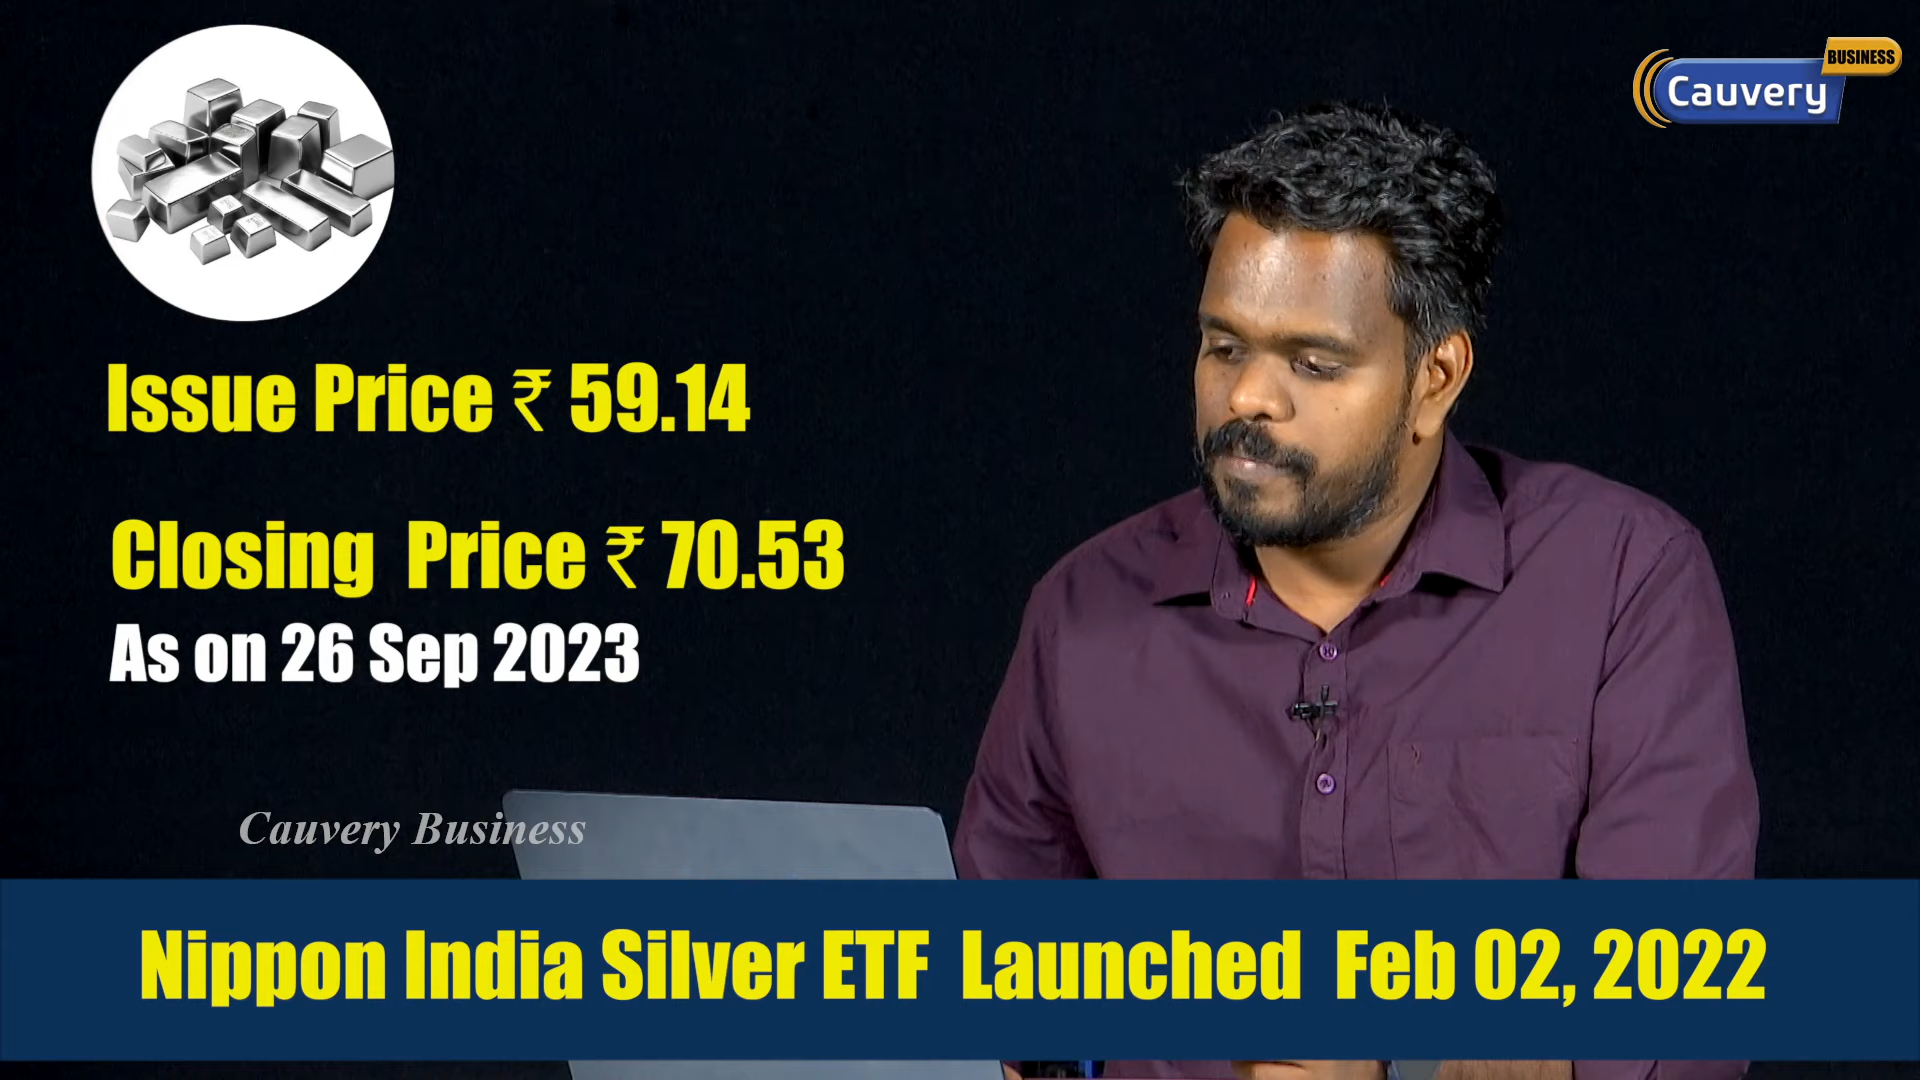 BUSINESS
Cauvery
Issue Price ₹ 59.14
Closing Price ₹ 70.53
As on 26 Sep 2023
Cauvery Business
Nippon India Silver ETF Launched Feb 02, 2022